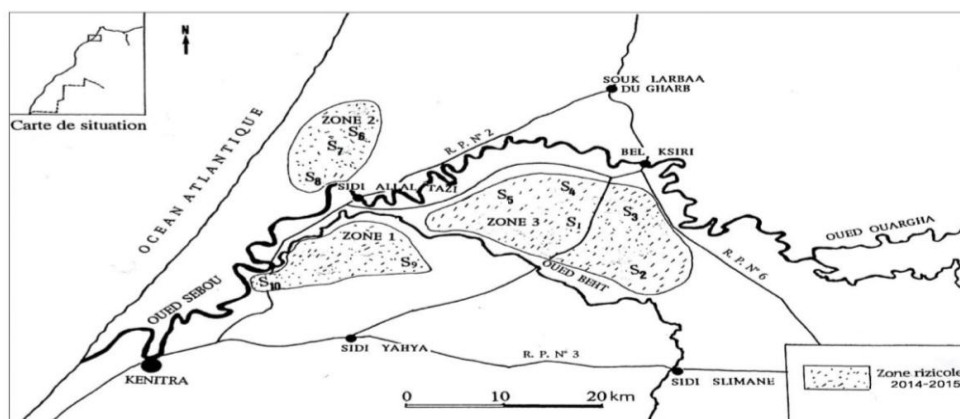 Carte de situation
N
OCEAN ATLANTIQUE
ZONE 2
S6
S7
S8
SIDI ALLAL TAZI
R.P. N° 2
SOUK LARBAA
DU GHARB
BEL KSIRI
S5
S4
S3
ZONE 3
S1
S2
ZONE 1
S9
S10
OUED SEBOU
OUED BEHT
OUED OUARGHA
R.P. N° 6
KENITRA
SIDI YAHYA
R.P. N° 3
SIDI SLIMANE
0 10 20 km
Zone rizicole
2014-2015